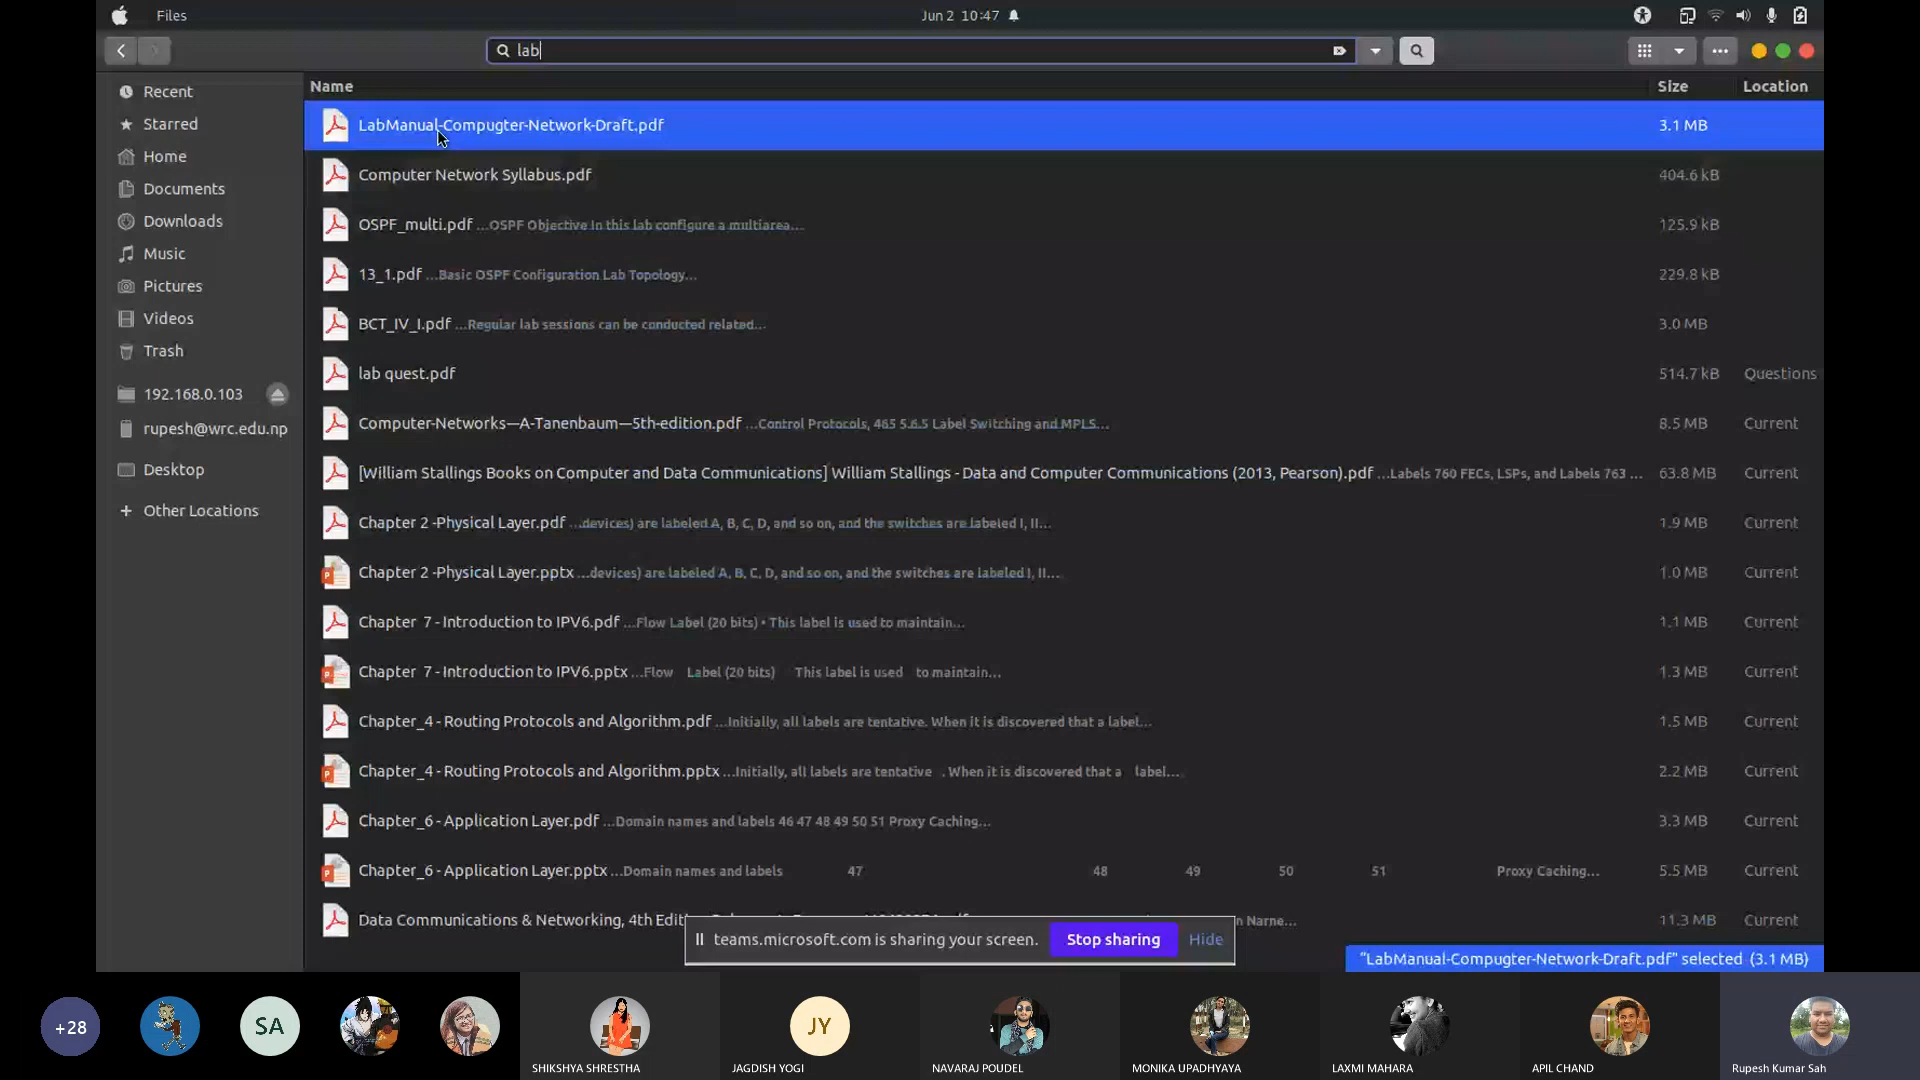 Files
Jun 2 10:47
lab
Recent
Starred
Home
Documents
Downloads
Music
Pictures
Videos
Trash
192.168.0.103
rupesh@wrc.edu.np
Desktop
+ Other Locations
Name Size Location
LabManual-Compugter-Network-Draft.pdf 3.1 MB
Computer Network Syllabus.pdf 404.6 kB
OSPF_multi.pdf ...OSPF Objective In this lab configure a multiarea... 125.9 kB
13_1.pdf ...Basic OSPF Configuration Lab Topology... 229.8 kB
BCT_IV_I.pdf ...Regular lab sessions can be conducted related... 3.0 MB
lab quest.pdf 514.7 kB Questions
Computer-Networks—A-Tanenbaum—5th-edition.pdf ...Control Protocols, 465 5.6.5 Label Switching and MPLS... 8.5 MB Current
[William Stallings Books on Computer and Data Communications] William Stallings - Data and Computer Communications (2013, Pearson).pdf ...Labels 760 FECs, LSPs, and Labels 763 ... 63.8 MB Current
Chapter 2 -Physical Layer.pdf ...devices) are labeled A, B, C, D, and so on, and the switches are labeled I, II... 1.9 MB Current
Chapter 2 -Physical Layer.pptx ...devices) are labeled A, B, C, D, and so on, and the switches are labeled I, II... 1.0 MB Current
Chapter 7 - Introduction to IPV6.pdf ...Flow Label (20 bits) • This label is used to maintain... 1.1 MB Current
Chapter 7 - Introduction to IPV6.pptx ...Flow Label (20 bits) This label is used to maintain... 1.3 MB Current
Chapter_4 - Routing Protocols and Algorithm.pdf ...Initially, all labels are tentative. When it is discovered that a label... 1.5 MB Current
Chapter_4 - Routing Protocols and Algorithm.pptx ...Initially, all labels are tentative . When it is discovered that a label... 2.2 MB Current
Chapter_6 - Application Layer.pdf ...Domain names and labels 46 47 48 49 50 51 Proxy Caching... 3.3 MB Current
Chapter_6 - Application Layer.pptx ...Domain names and labels 47 48 49 50 51 Proxy Caching... 5.5 MB Current
Data Communications & Networking, 4th 11.3 MB Current
teams.microsoft.com is sharing your screen. Stop sharing Hide
"LabManual-Compugter-Network-Draft.pdf" selected (3.1 MB)
+28
SA
JY
SHIKSHYA SHRESTHA
JAGDISH YOGI
NAVARAJ POUDEL
MONIKA UPADHYAYA
LAXMI MAHARA
APIL CHAND
Rupesh Kumar Sah